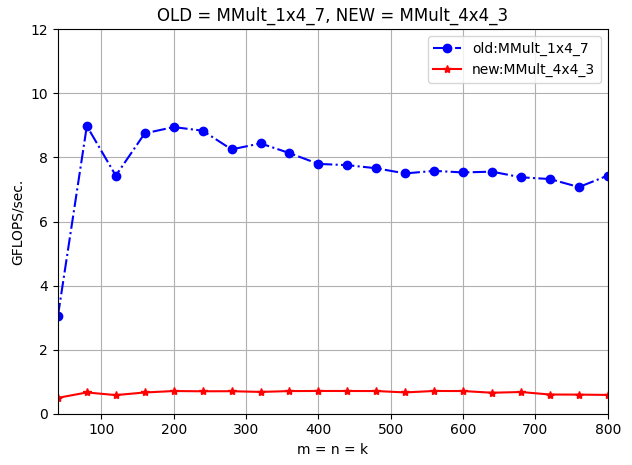 OLD = MMult_1x4_7, NEW = MMult_4x4_3
12
10
8
6
4
2
0
GFLOPS/sec.
old:MMult_1x4_7
new:MMult_4x4_3
100 200 300 400 500 600 700 800
m = n = k